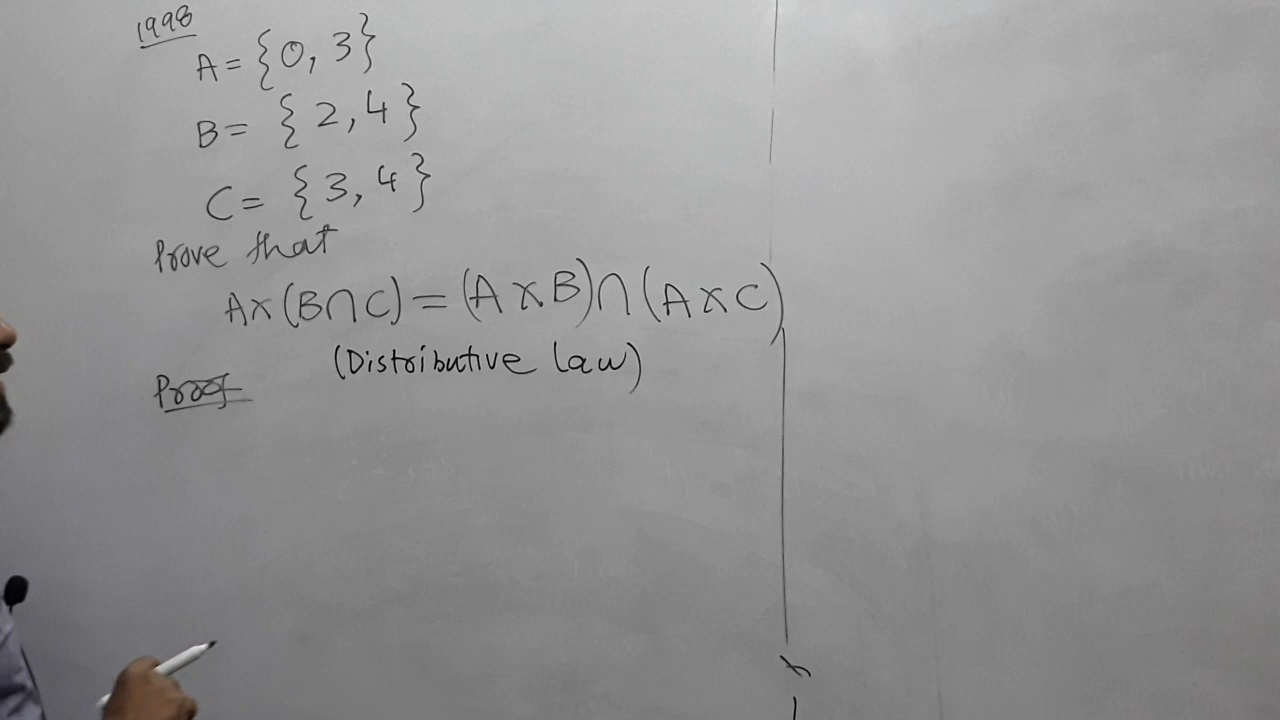 1998
A = {0, 3}
B = {2, 4}
C = {3, 4}
Prove that
A×(B∩C) = (A×B)∩(A×C)
(Distributive law)
Proof